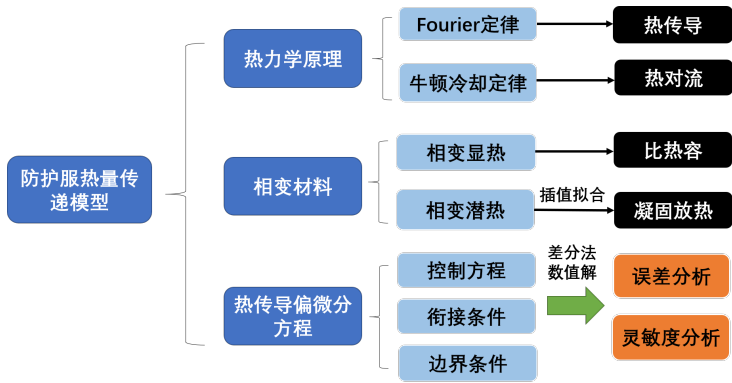 防护服热量传
递模型
热力学原理
Fourier定律
热传导
牛顿冷却定律
热对流
相变材料
相变显热
比热容
相变潜热
插值拟合
凝固放热
热传导偏微分
方程
控制方程
衔接条件
边界条件
差分法
数值解
误差分析
灵敏度分析